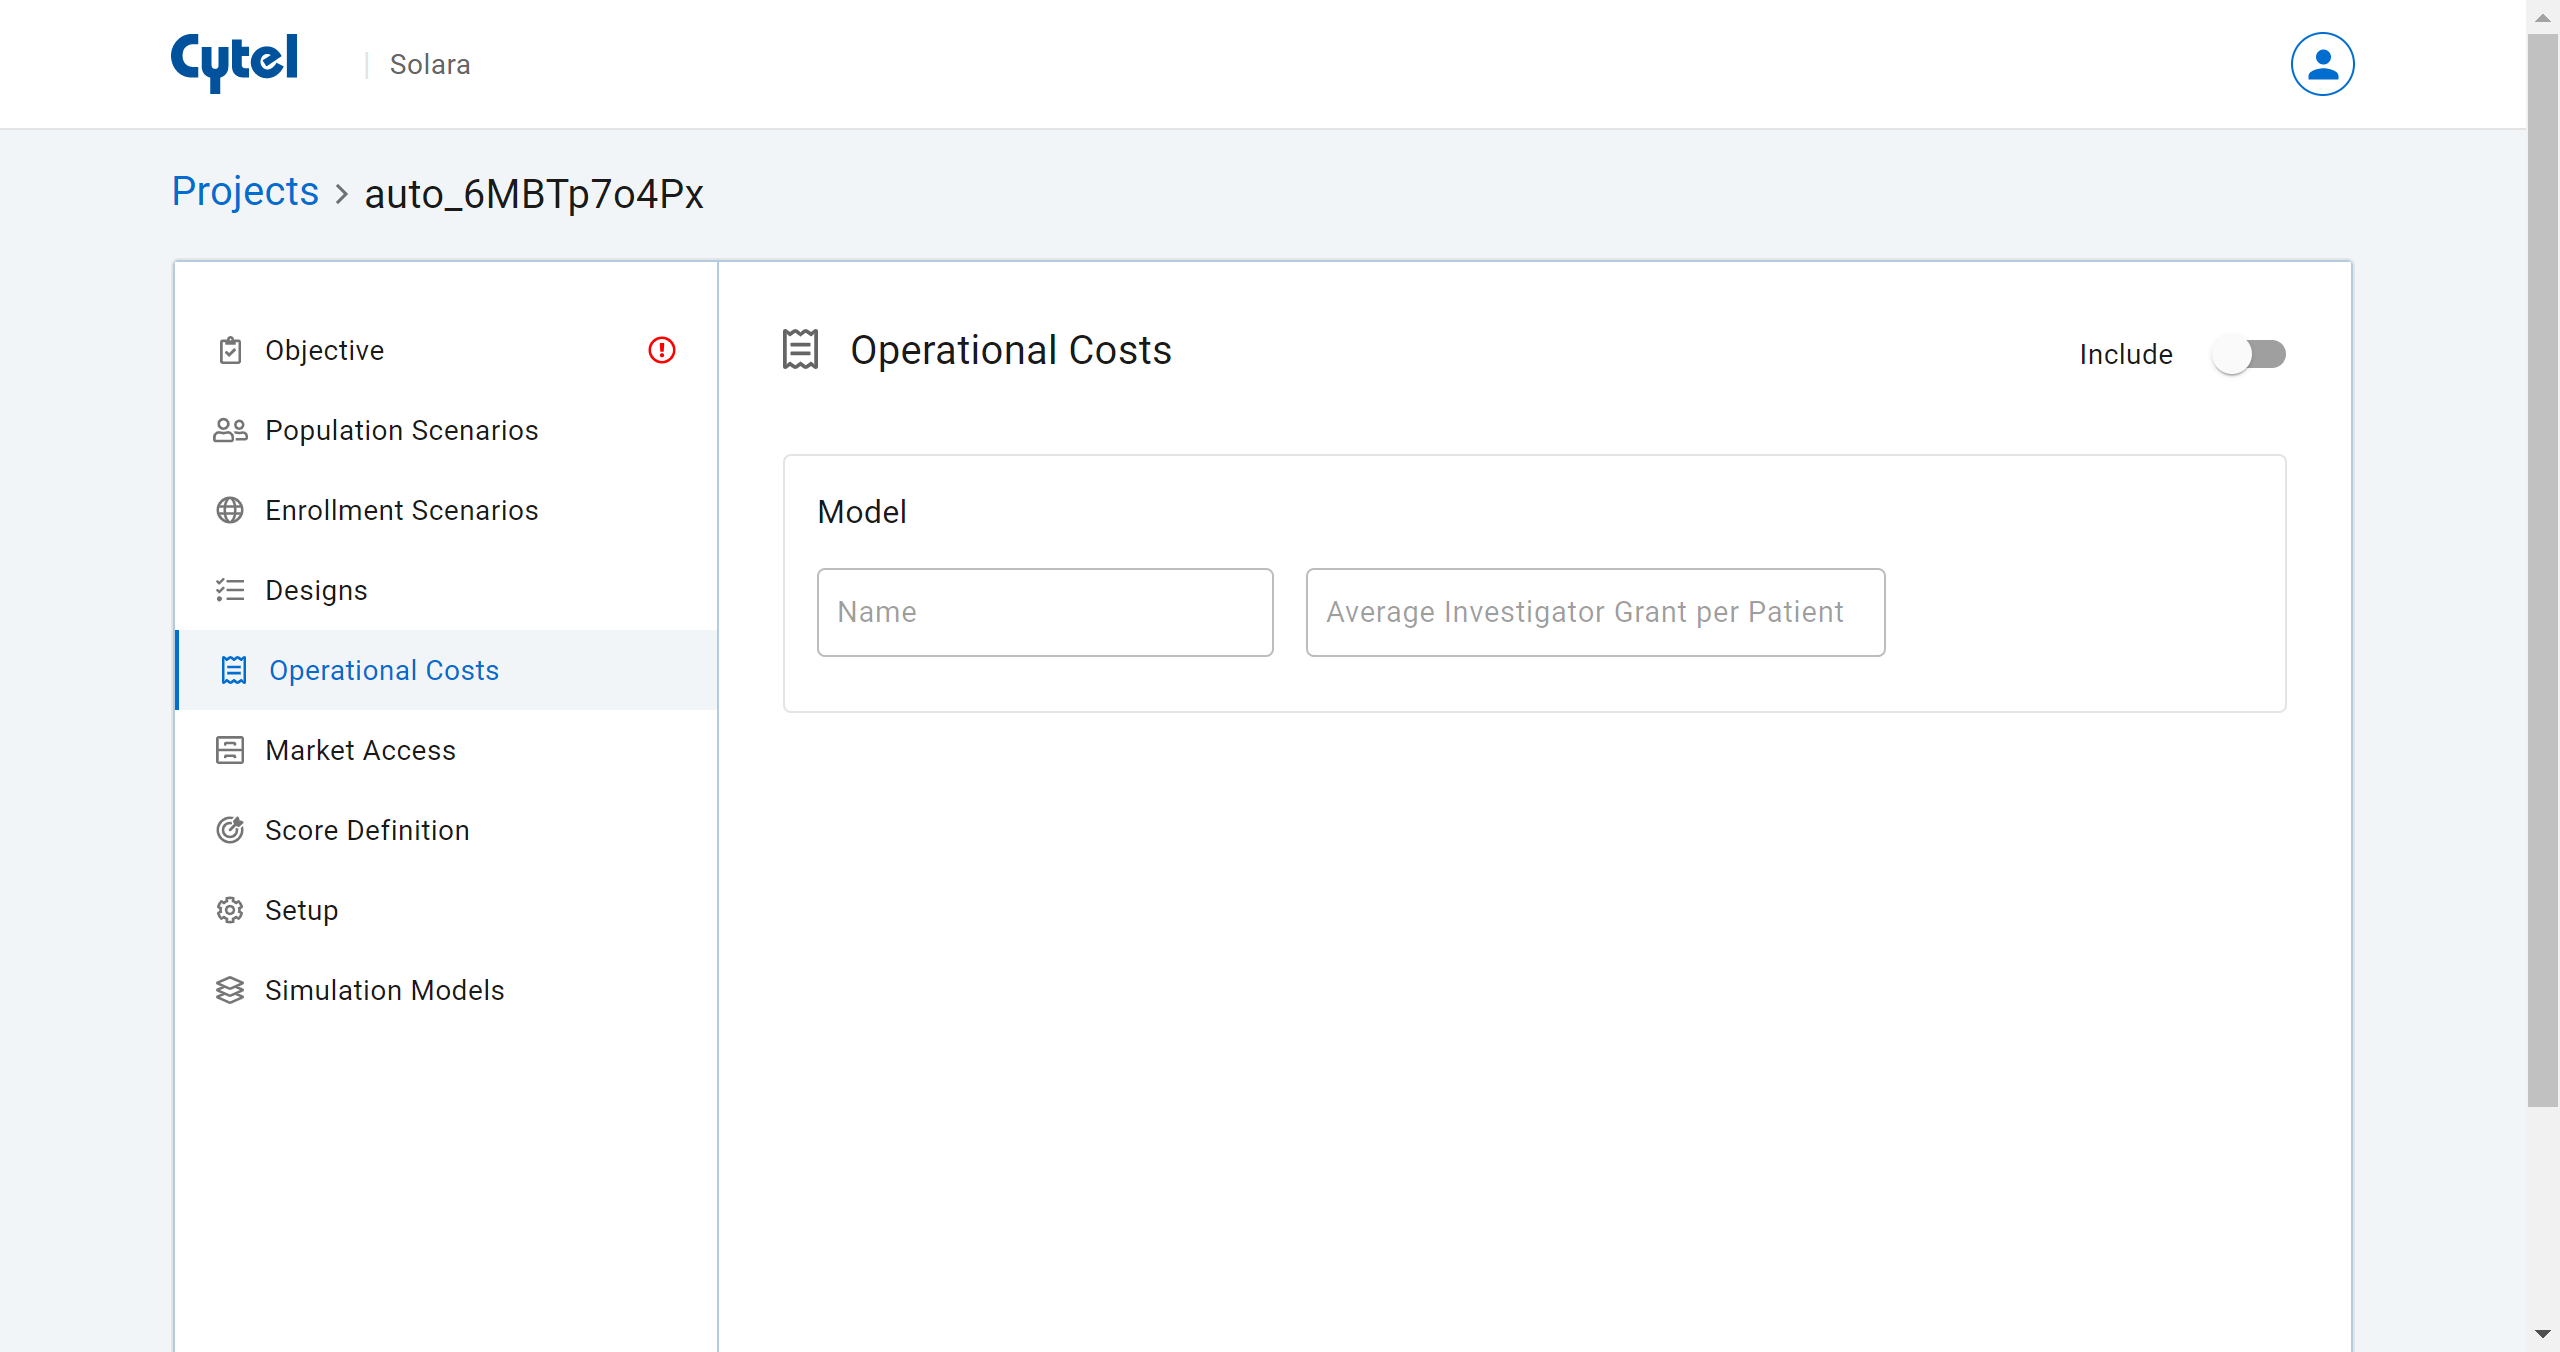 Cytel
| Solara
Projects > auto_6MBTp7o4Px
Objective
Population Scenarios
Enrollment Scenarios
Designs
Operational Costs
Market Access
Score Definition
Setup
Simulation Models
Operational Costs
Include
Model
Name
Average Investigator Grant per Patient